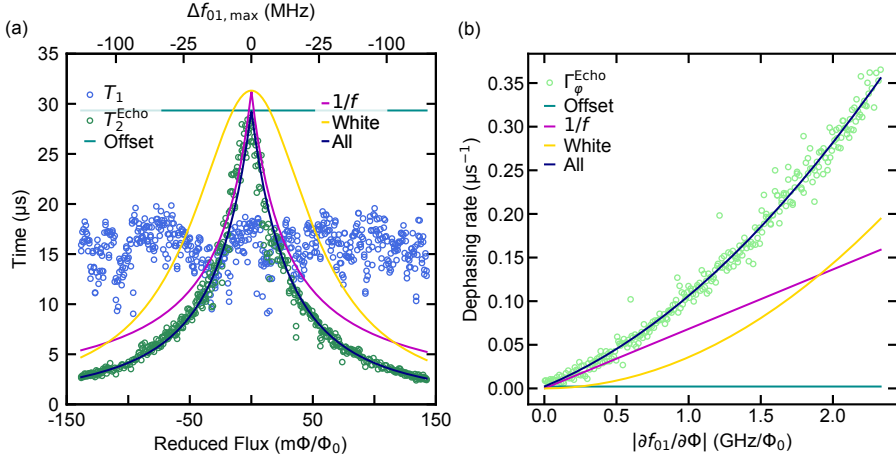 (a)
Δf01,max (MHz)
-100 -25 0 -25 -100
35
30
25
20
15
10
5
0
Time (μs)
T1
T2Echo
Offset
1/f
White
All
-150 -50 0 50 150
Reduced Flux (mΦ/Φ0)
(b)
0.35
0.30
0.25
0.20
0.15
0.10
0.05
0.00
Dephasing rate (μs⁻¹)
ΓφEcho
Offset
1/f
White
All
0.0 0.5 1.0 1.5 2.0
|∂f01/∂Φ| (GHz/Φ0)